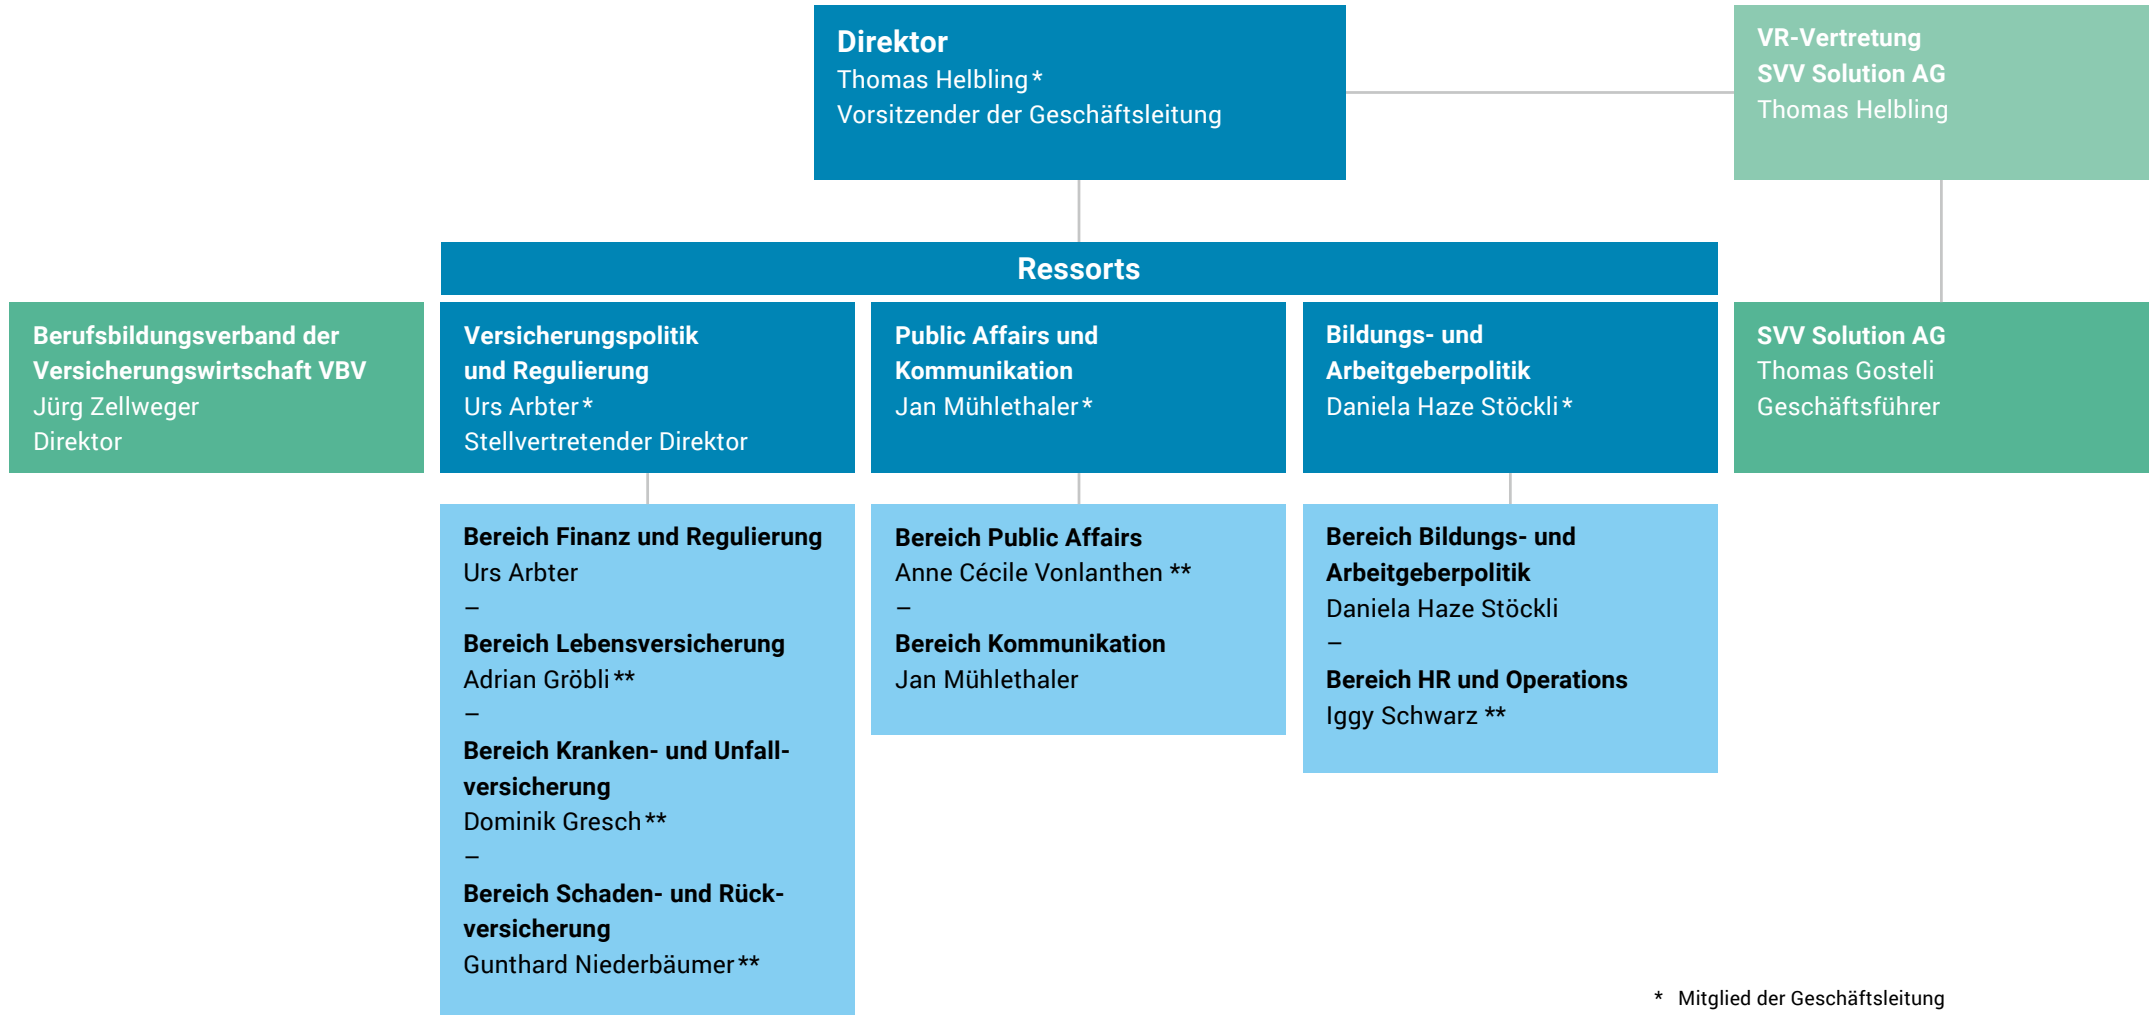 Direktor
Thomas Helbling *
Vorsitzender der Geschäftsleitung
VR-Vertretung
SVV Solution AG
Thomas Helbling
Ressorts
Berufsbildungsverband der
Versicherungswirtschaft VBV
Jürg Zellweger
Direktor
Versicherungspolitik
und Regulierung
Urs Arbter *
Stellvertretender Direktor
Public Affairs und
Kommunikation
Jan Mühlethaler *
Bildungs- und
Arbeitgeberpolitik
Daniela Haze Stöckli *
SVV Solution AG
Thomas Gosteli
Geschäftsführer
Bereich Finanz und Regulierung
Urs Arbter
–
Bereich Lebensversicherung
Adrian Gröbli **
–
Bereich Kranken- und Unfall-
versicherung
Dominik Gresch **
–
Bereich Schaden- und Rück-
versicherung
Gunthard Niederbäumer **
Bereich Public Affairs
Anne Cécile Vonlanthen **
–
Bereich Kommunikation
Jan Mühlethaler
Bereich Bildungs- und
Arbeitgeberpolitik
Daniela Haze Stöckli
–
Bereich HR und Operations
Iggy Schwarz **
* Mitglied der Geschäftsleitung